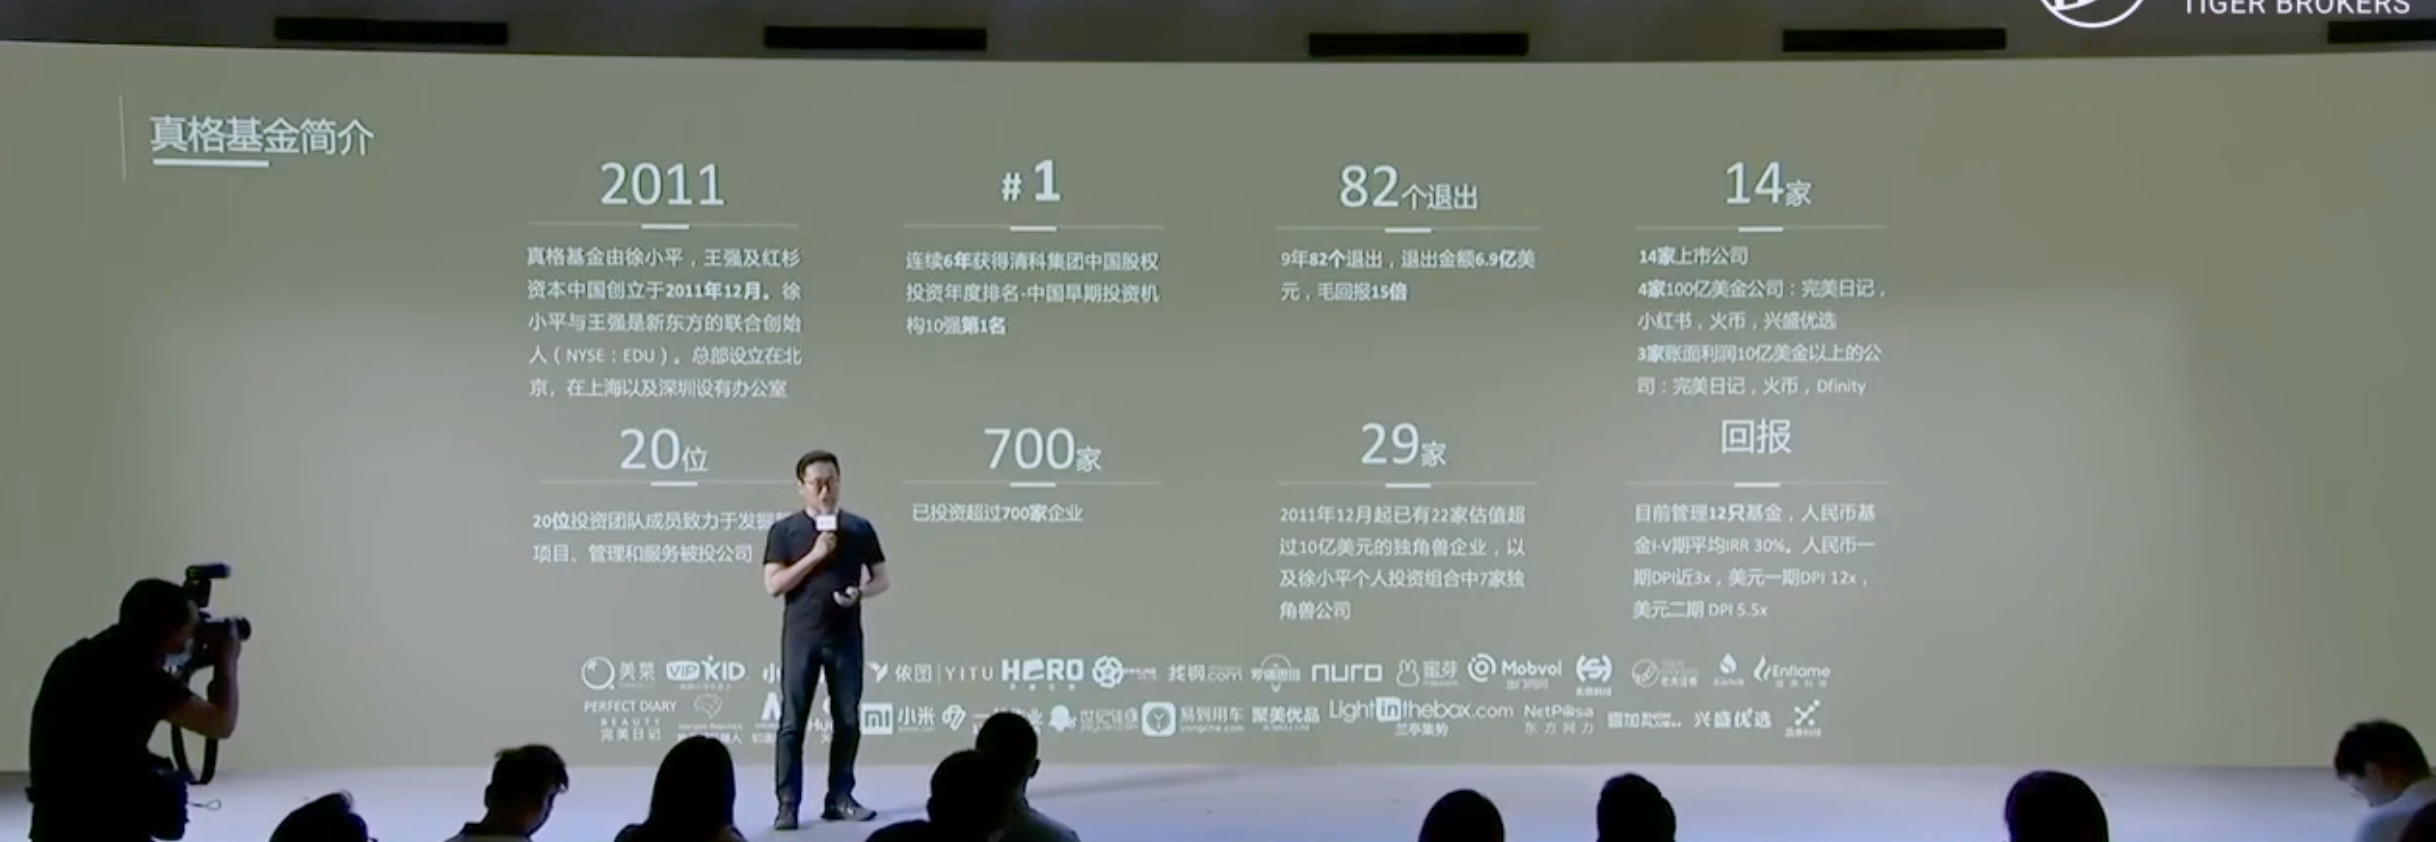 TIGER BROKERS
真格基金简介
2011
真格基金由徐小平，王强及红杉
资本中国创立于2011年12月。徐
小平与王强是新东方的联合创始
人（NYSE：EDU）。总部设立在北
京，在上海以及深圳设有办公室
#1
连续6年获得清科集团中国股权
投资年度排名-中国早期投资机
构10强第1名
82个退出
9年82个退出，退出金额6.9亿美
元，毛回报15倍
14家
14家上市公司
4家100亿美金公司：完美日记，
小红书，火币，兴盛优选
3家账面利润10亿美金以上的公
司：完美日记，火币，Dfinity
20位
20位投资团队成员致力于发掘
项目、管理和服务被投公司
700家
已投资超过700家企业
29家
2011年12月起已有22家估值超
过10亿美元的独角兽企业，以
及徐小平个人投资组合中7家独
角兽公司
回报
目前管理12只基金，人民币基
金I-V期平均IRR 30%。人民币一
期DPI近3x，美元一期DPI 12x，
美元二期 DPI 5.5x
美菜 VIPKID 小 依图 YITU HERO 找钢.com nuro 蜜芽 Mobvoi 出门问问 Enflame
PERFECT DIARY BEAUTY 完美日记 Hu mi 小米 世纪佳缘 易到用车 yongche.com 聚美优品 Lightinthebox.com 兰亭集势 NetPosa 东方网力 兴盛优选